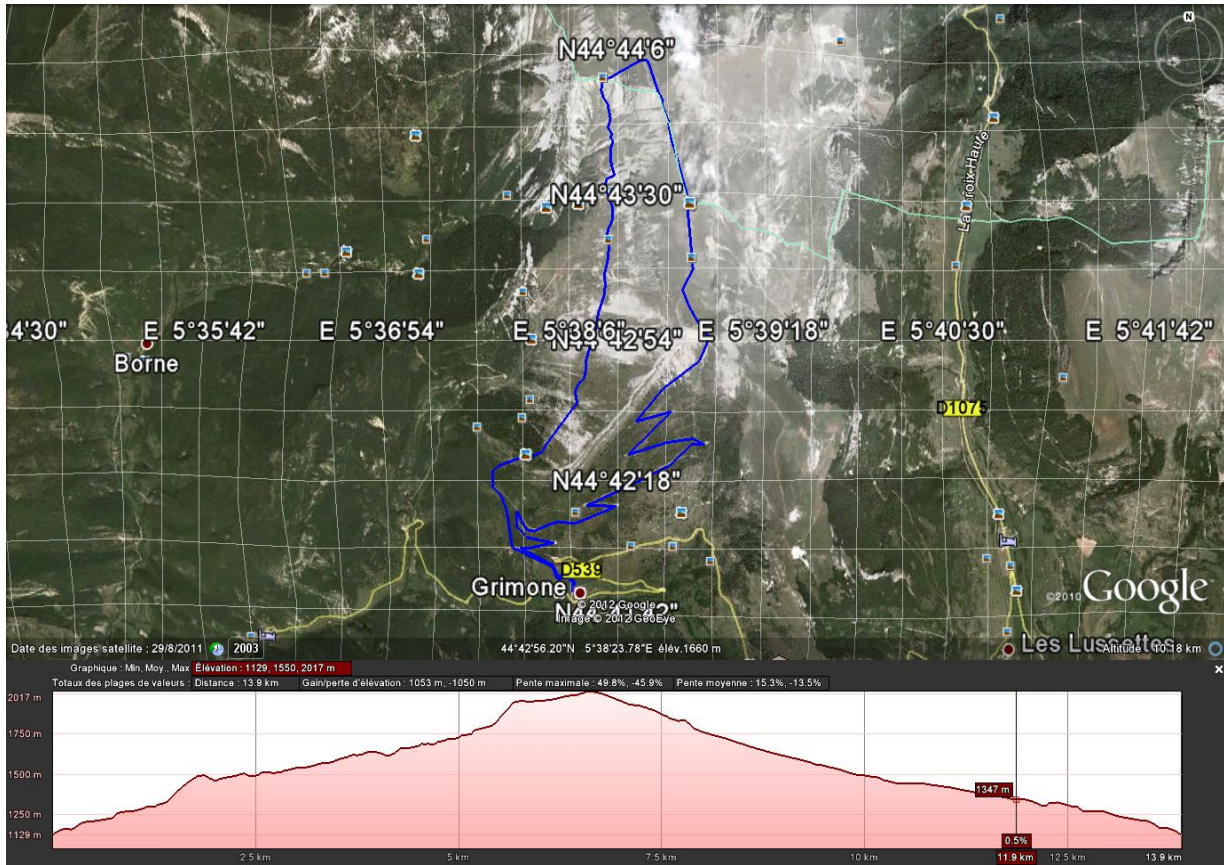 N
N44°44'6"
La Croix-Haute
N44°43'30"
34'30" E 5°35'42" E 5°36'54" E 5°38'6" E 5°39'18" E 5°40'30" E 5°41'42"
N44°42'54"
Borne
D1075
N44°42'18"
D539
Grimone
N44°41'42"
© 2012 Google
Image © 2012 GeoEye
©2010 Google
Les Lussettes
Date des images satellite : 29/8/2011 2003 44°42'56.20"N 5°38'23.78"E élév.1660 m Altitude 10.18 km
Graphique : Min, Moy., Max Élévation : 1129, 1550, 2017 m
Totaux des plages de valeurs : Distance : 13.9 km Gain/perte d'élévation : 1053 m, -1050 m Pente maximale : 49.8%, -45.9% Pente moyenne : 15.3%, -13.5%
2017 m
1750 m
1500 m
1347 m
1250 m
1129 m
0.5%
2.5 km 5 km 7.5 km 10 km 11.9 km 12.5 km 13.9 km